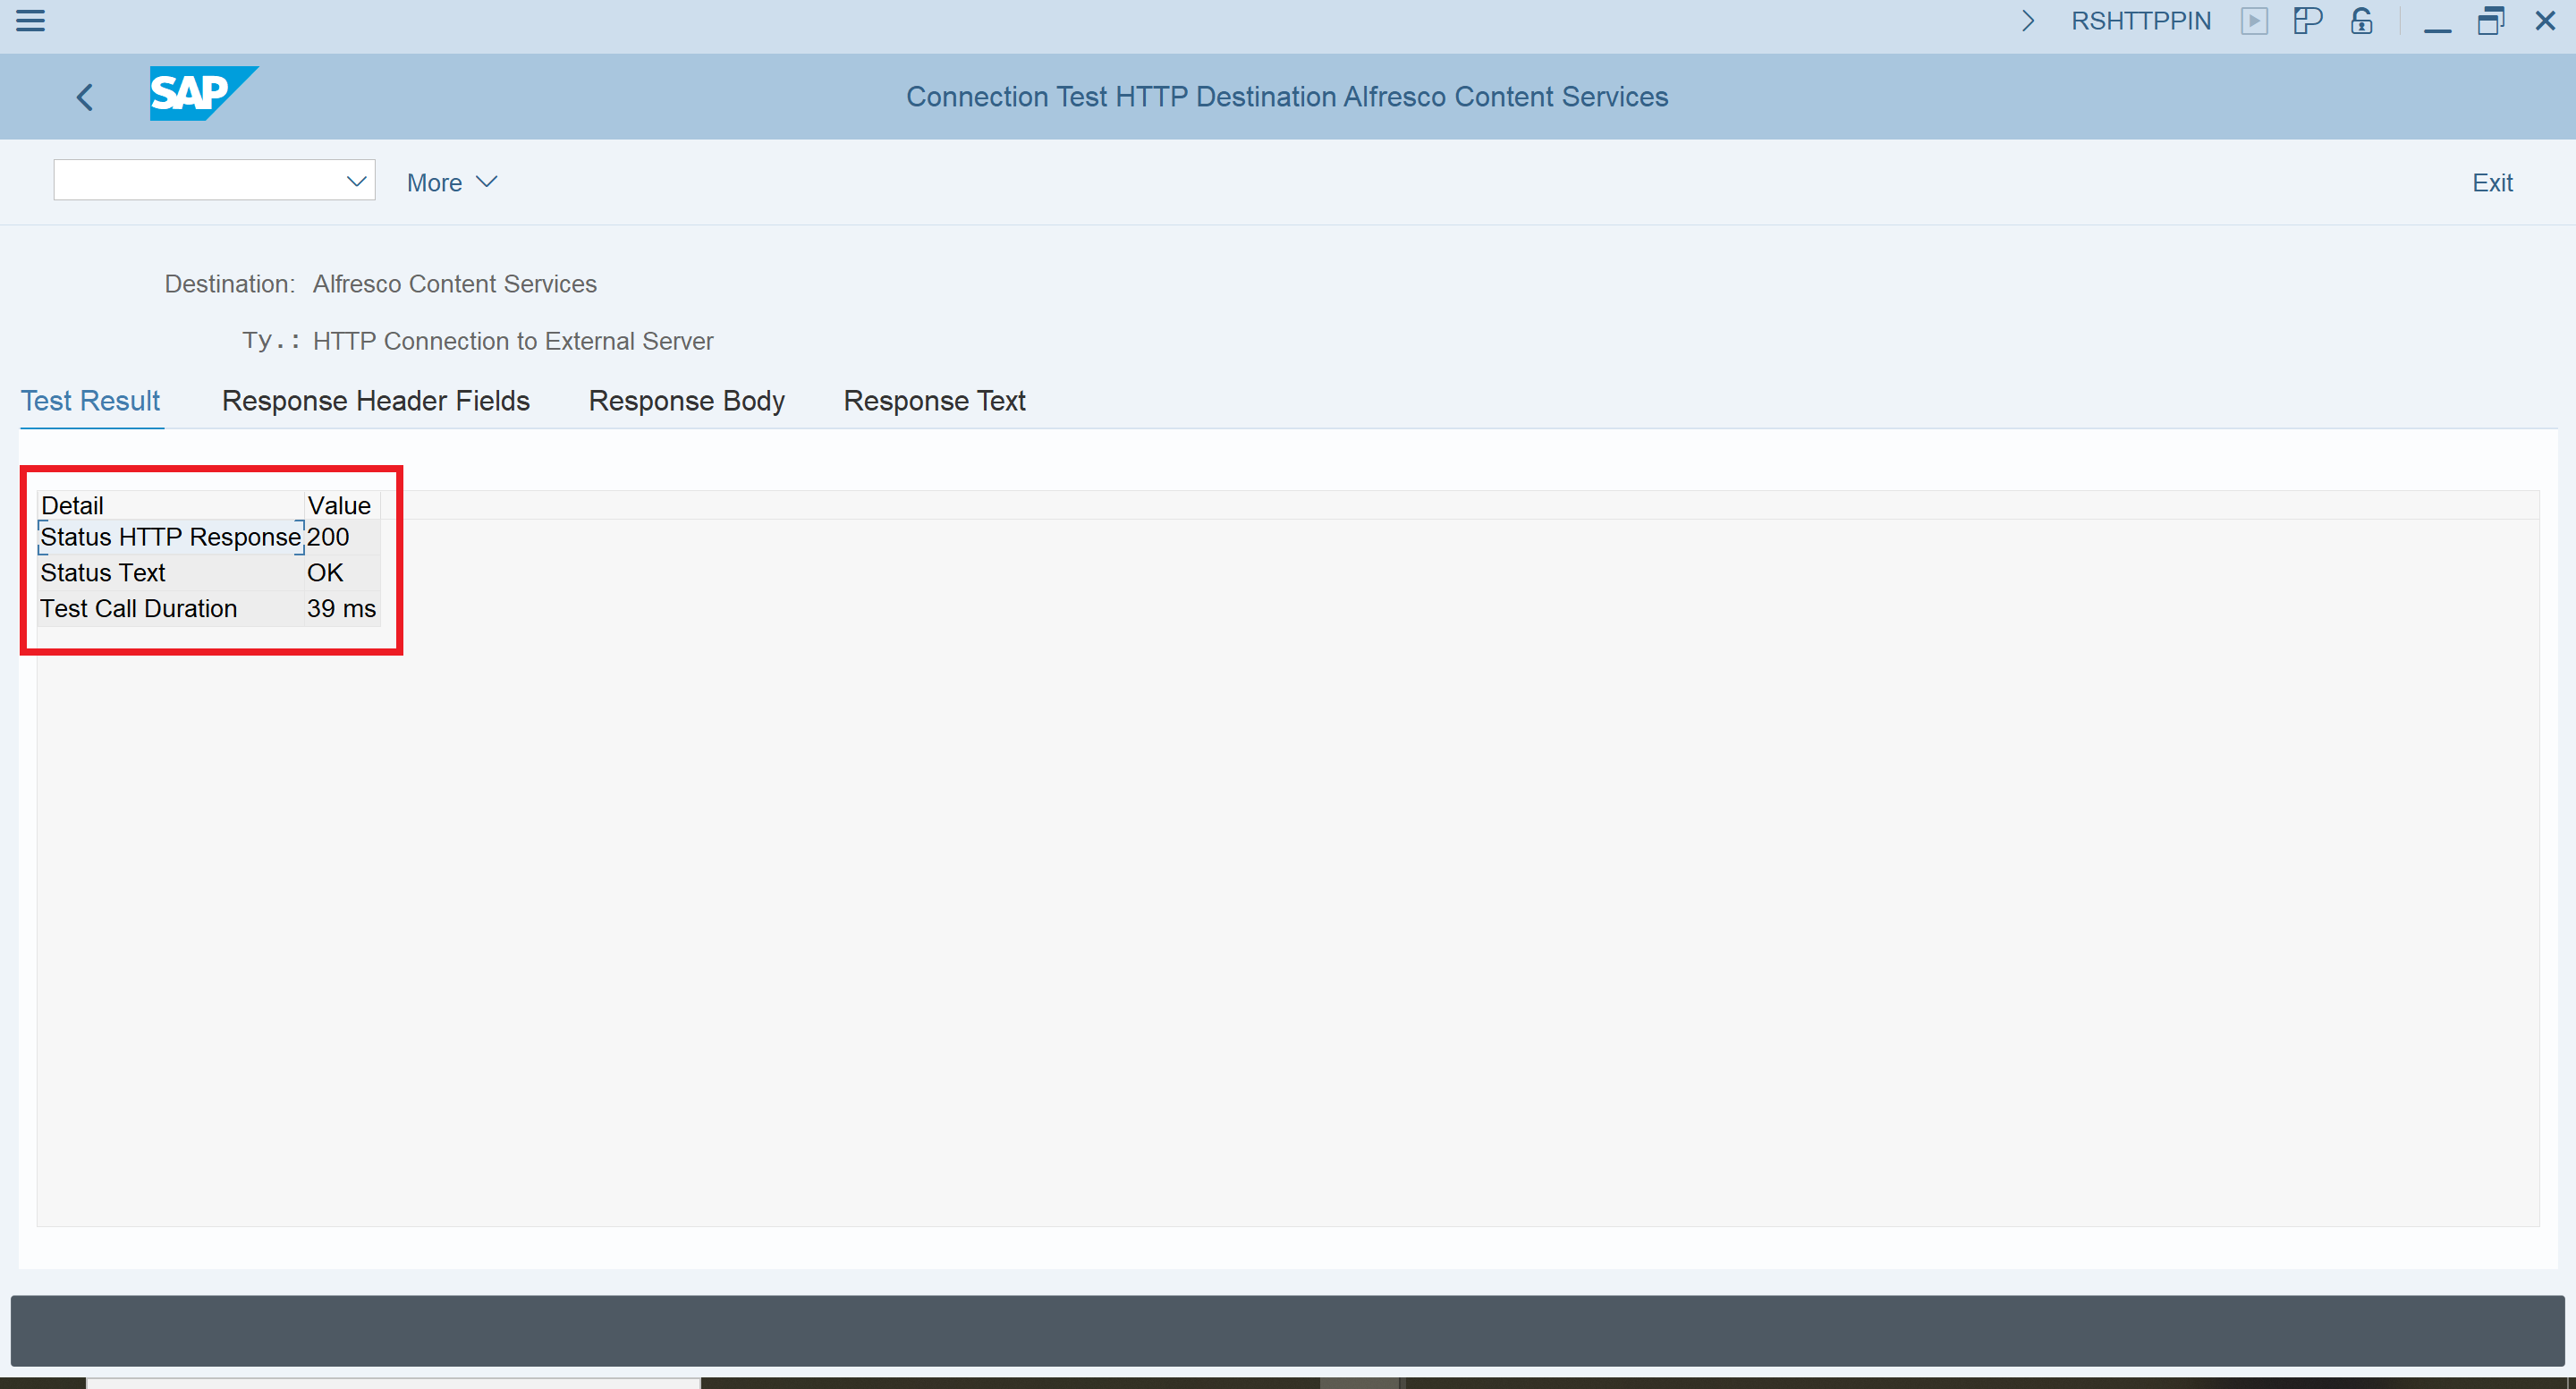 RSHTTPPIN
SAP
Connection Test HTTP Destination Alfresco Content Services
More
Exit
Destination: Alfresco Content Services
Ty.: HTTP Connection to External Server
Test Result Response Header Fields Response Body Response Text
Detail Value
Status HTTP Response 200
Status Text OK
Test Call Duration 39 ms